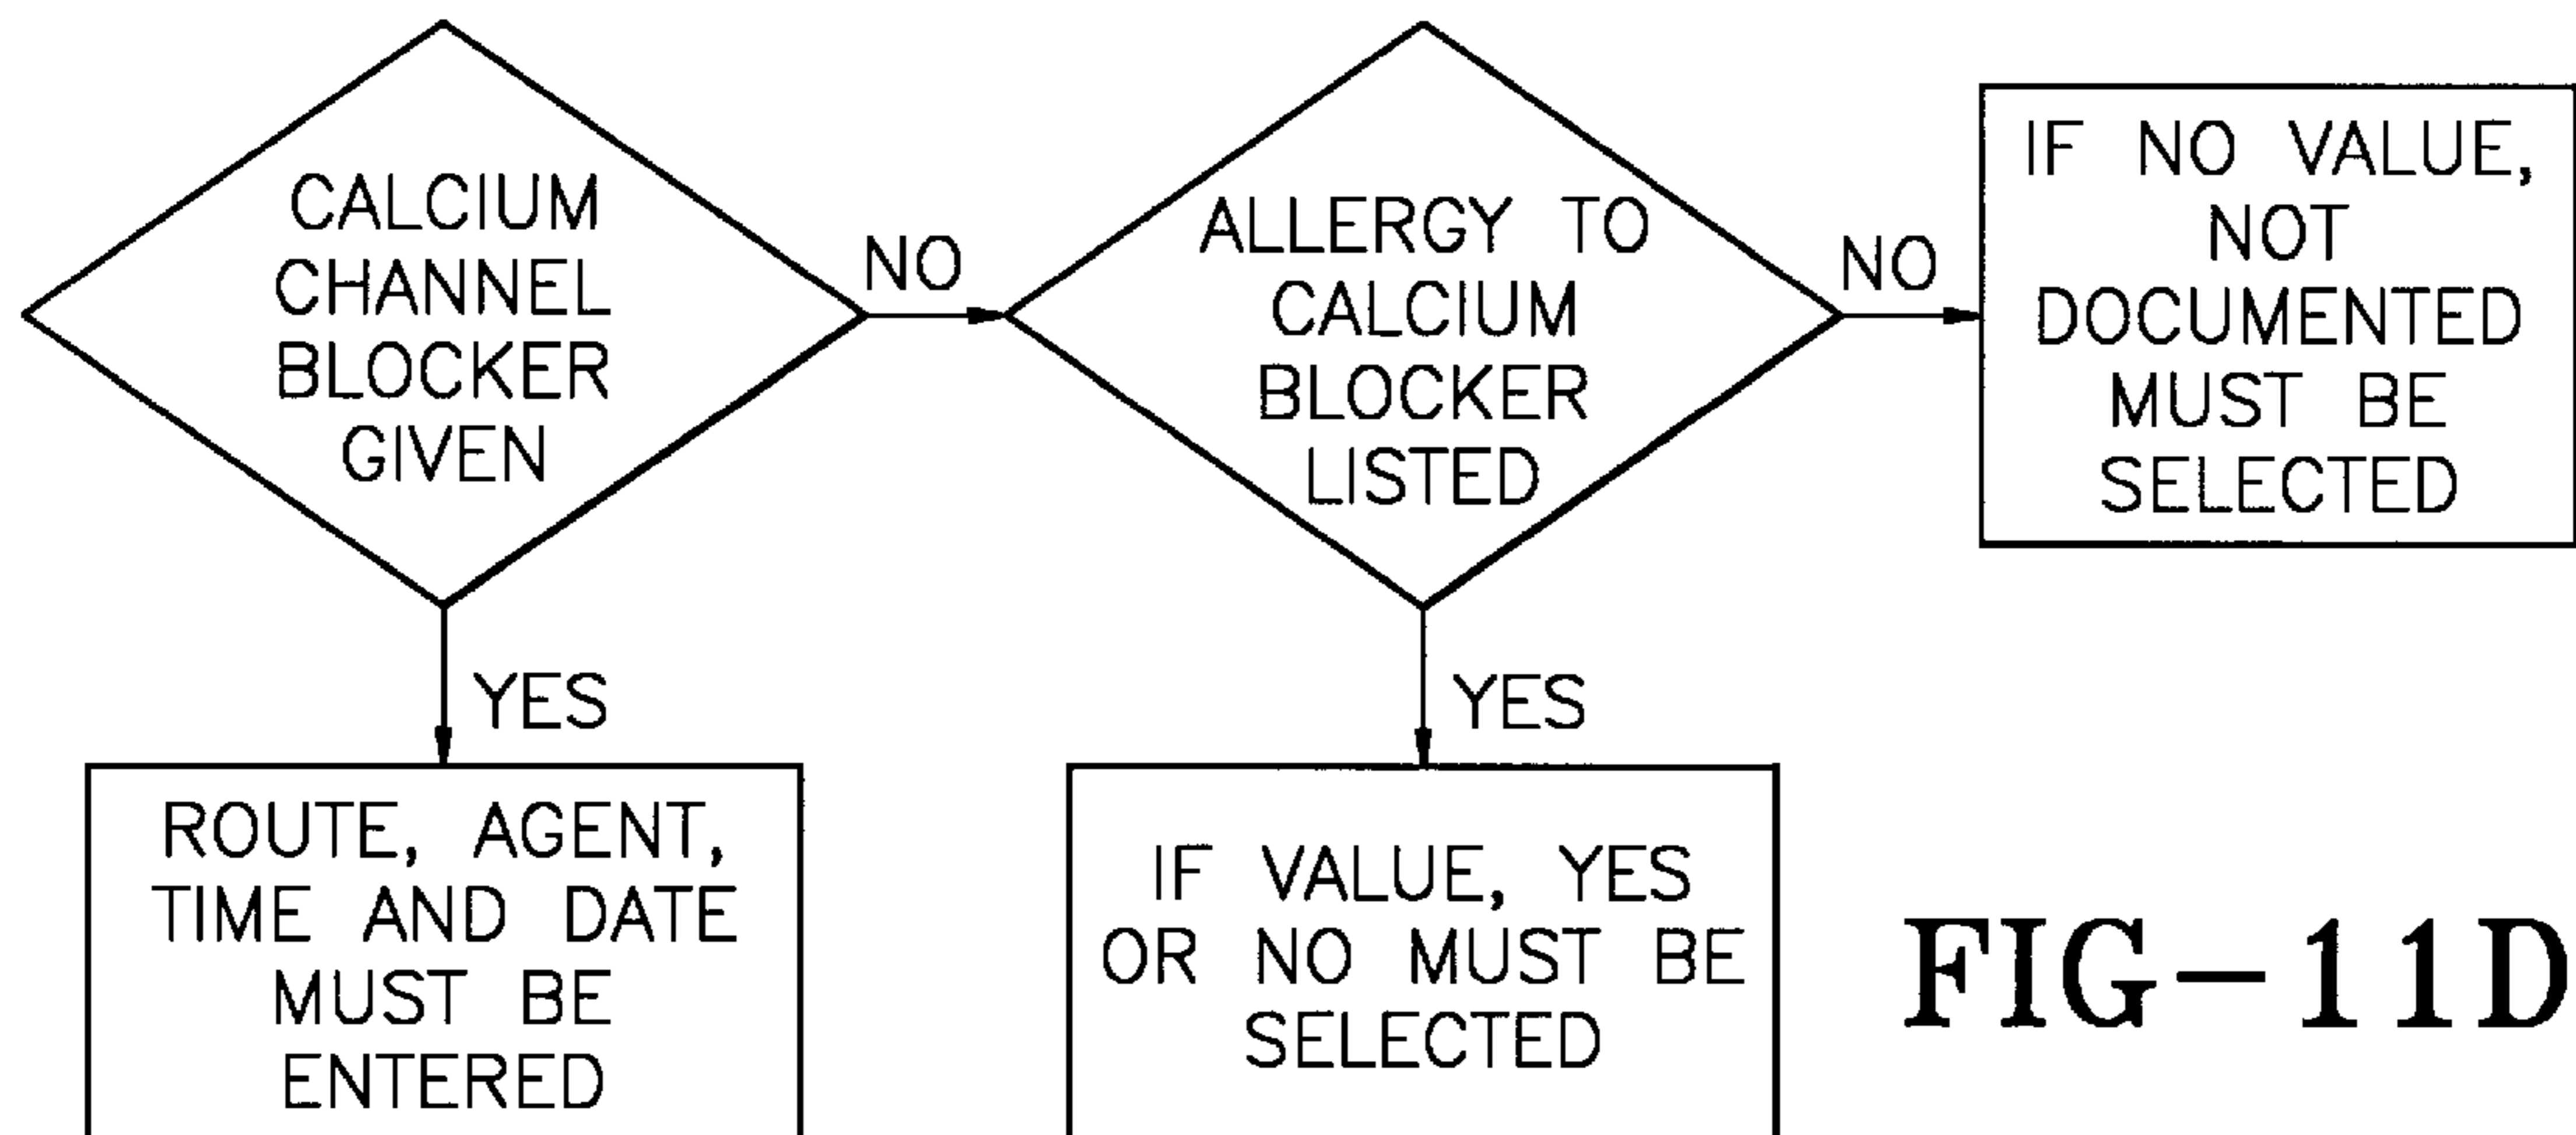 CALCIUM
CHANNEL
BLOCKER
GIVEN
NO
ALLERGY TO
CALCIUM
BLOCKER
LISTED
NO
IF NO VALUE,
NOT
DOCUMENTED
MUST BE
SELECTED
YES
ROUTE, AGENT,
TIME AND DATE
MUST BE
ENTERED
YES
IF VALUE, YES
OR NO MUST BE
SELECTED
FIG-11D